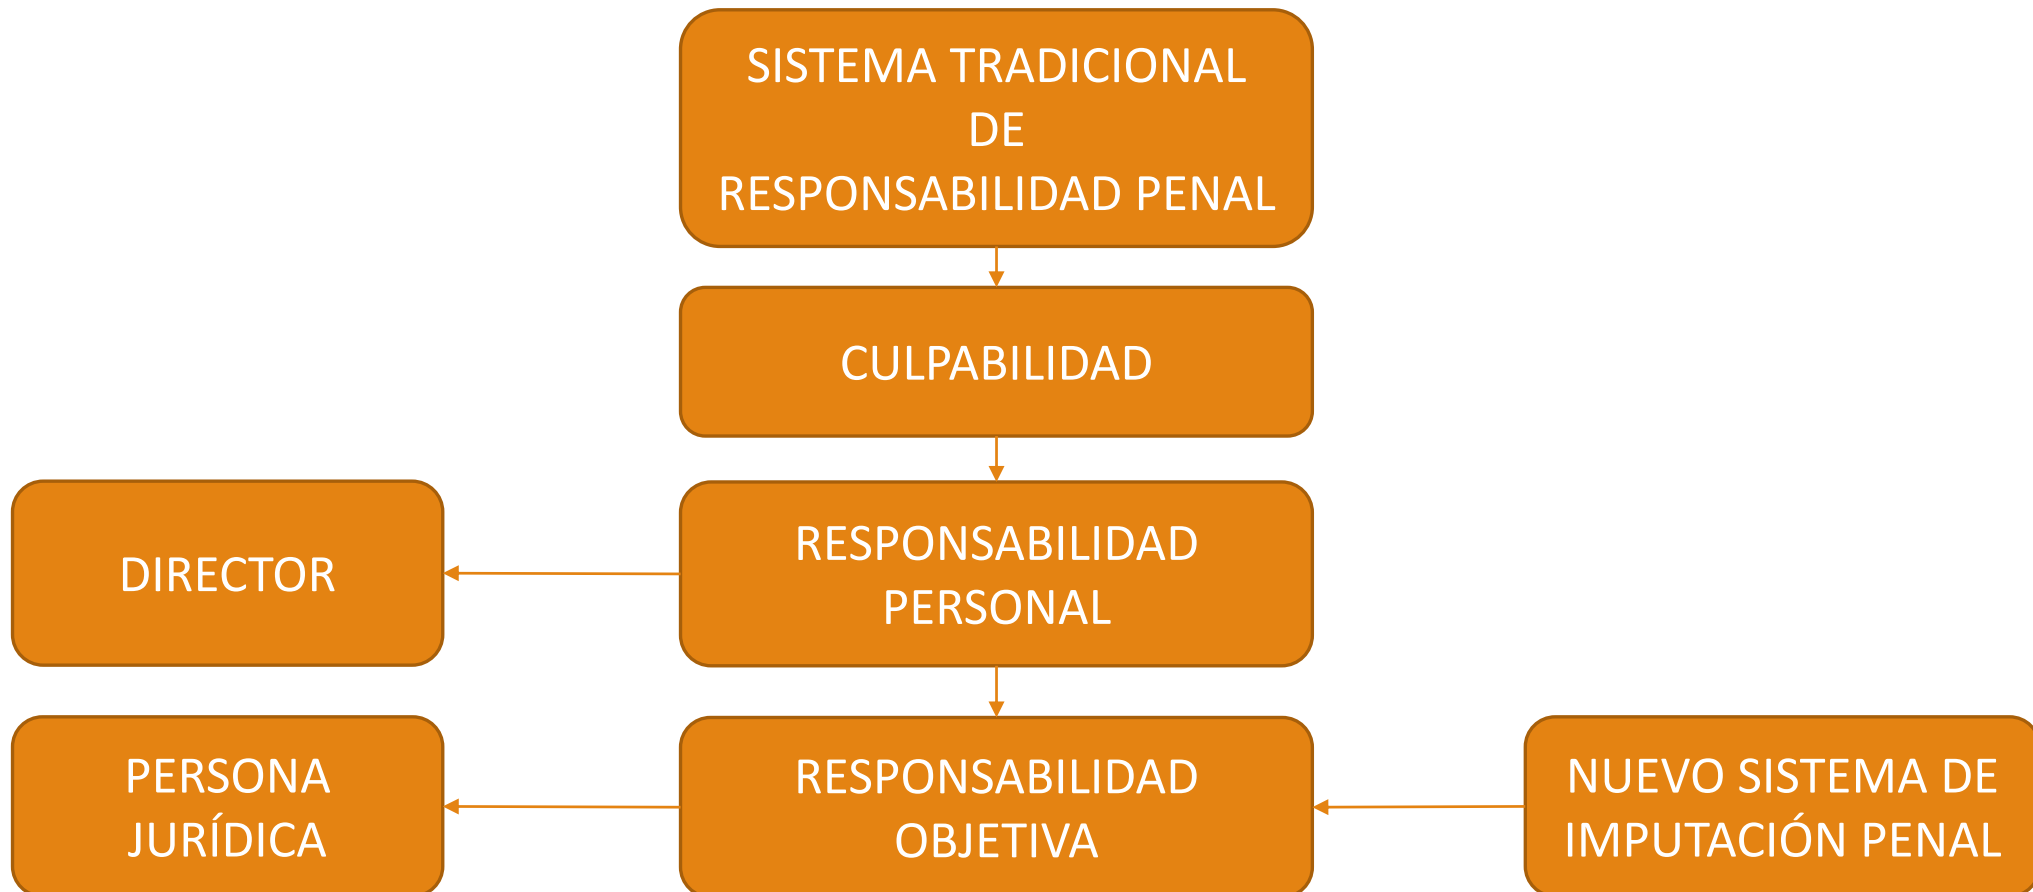 SISTEMA TRADICIONAL
DE
RESPONSABILIDAD PENAL
CULPABILIDAD
DIRECTOR
RESPONSABILIDAD
PERSONAL
PERSONA
JURÍDICA
RESPONSABILIDAD
OBJETIVA
NUEVO SISTEMA DE
IMPUTACIÓN PENAL